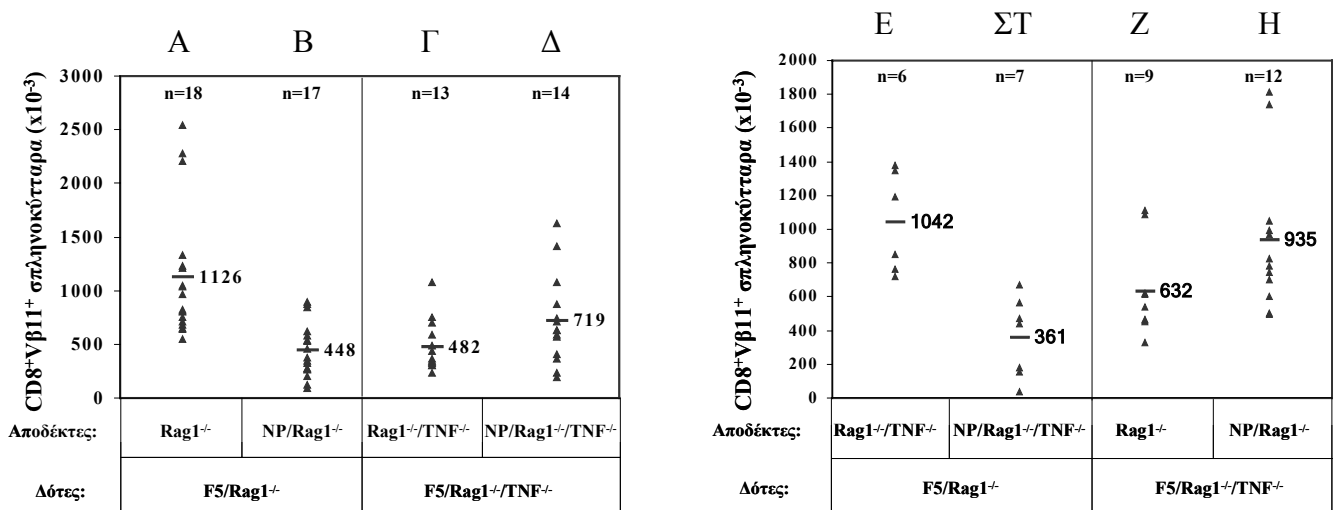 Α Β Γ Δ
CD8⁺Vβ11⁺ σπληνοκύτταρα (x10⁻³)
3000
2500
2000
1500
1000
500
0
n=18 n=17 n=13 n=14
1126
448
482
719
Αποδέκτες: Rag1⁻/⁻ NP/Rag1⁻/⁻ Rag1⁻/⁻/TNF⁻/⁻ NP/Rag1⁻/⁻/TNF⁻/⁻
Δότες: F5/Rag1⁻/⁻ F5/Rag1⁻/⁻/TNF⁻/⁻
Ε ΣΤ Ζ Η
CD8⁺Vβ11⁺ σπληνοκύτταρα (x10⁻³)
2000
1800
1600
1400
1200
1000
800
600
400
200
0
n=6 n=7 n=9 n=12
1042
361
632
935
Αποδέκτες: Rag1⁻/⁻/TNF⁻/⁻ NP/Rag1⁻/⁻/TNF⁻/⁻ Rag1⁻/⁻ NP/Rag1⁻/⁻
Δότες: F5/Rag1⁻/⁻ F5/Rag1⁻/⁻/TNF⁻/⁻